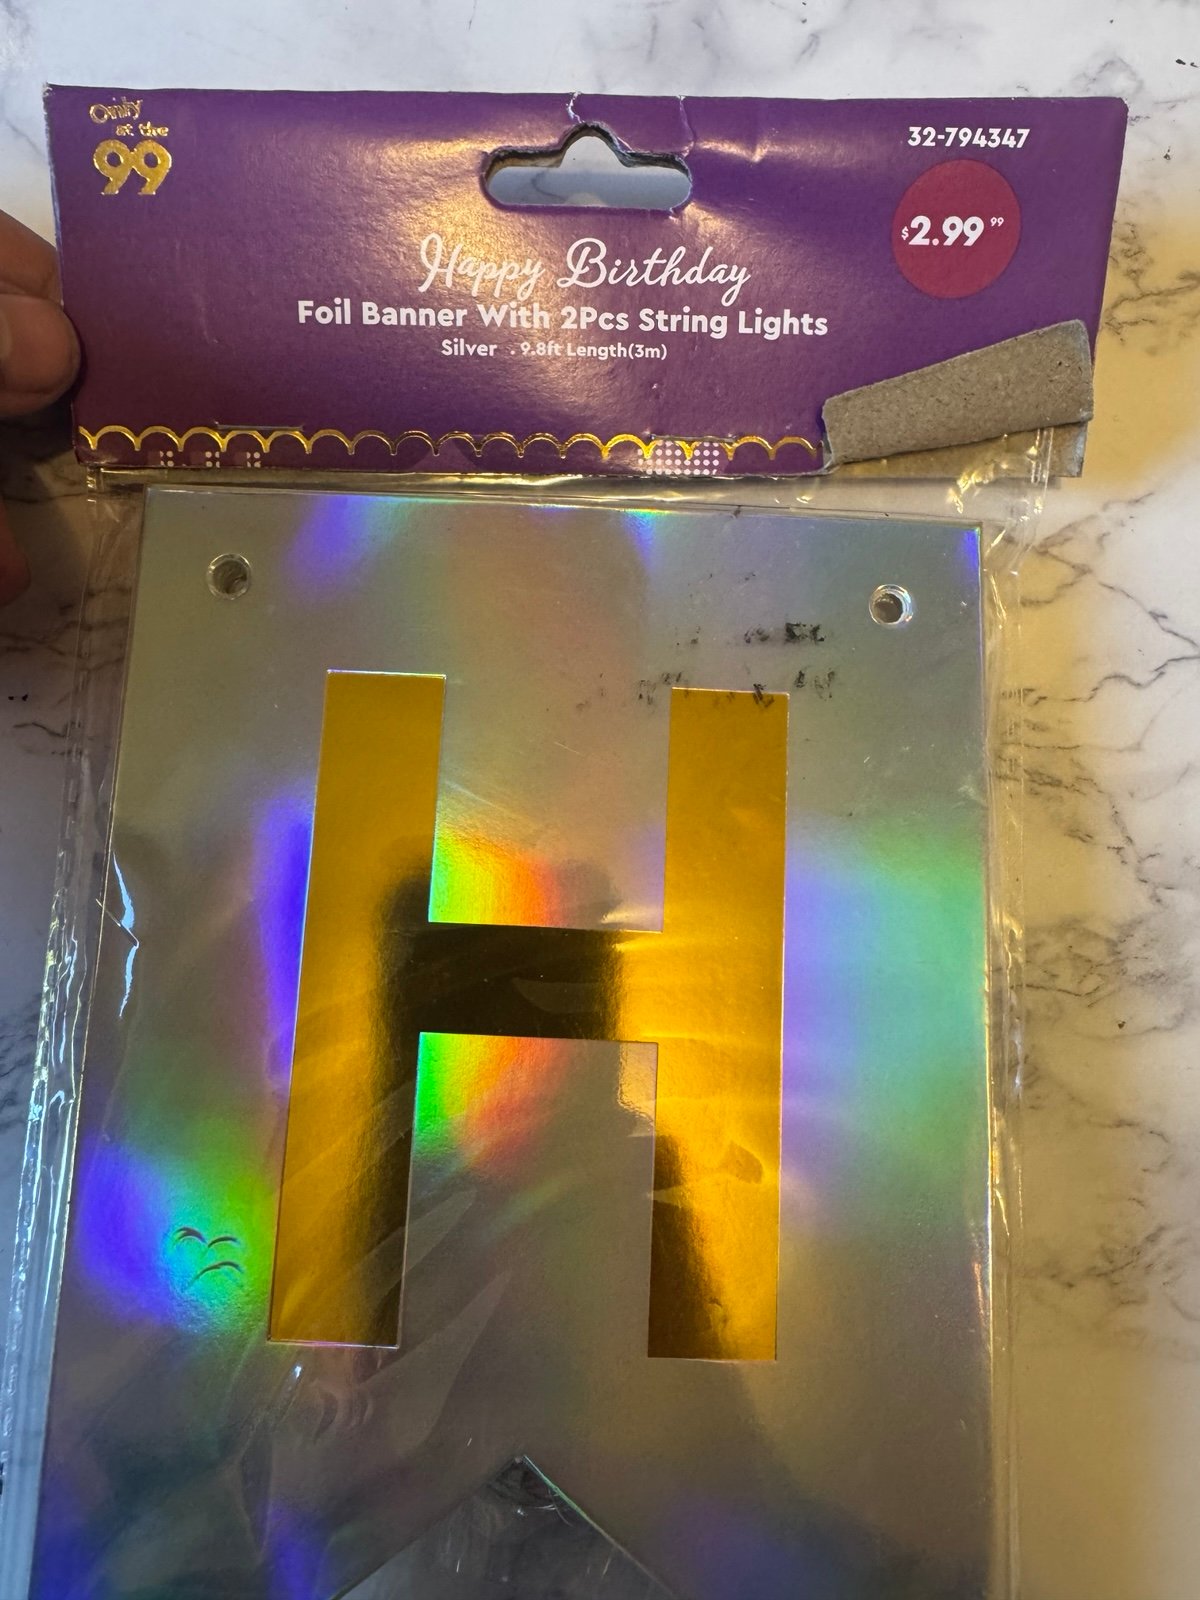 Only
at the
99
32-794347
$2.99 99
Happy Birthday
Foil Banner With 2Pcs String Lights
Silver . 9.8ft Length(3m)
H